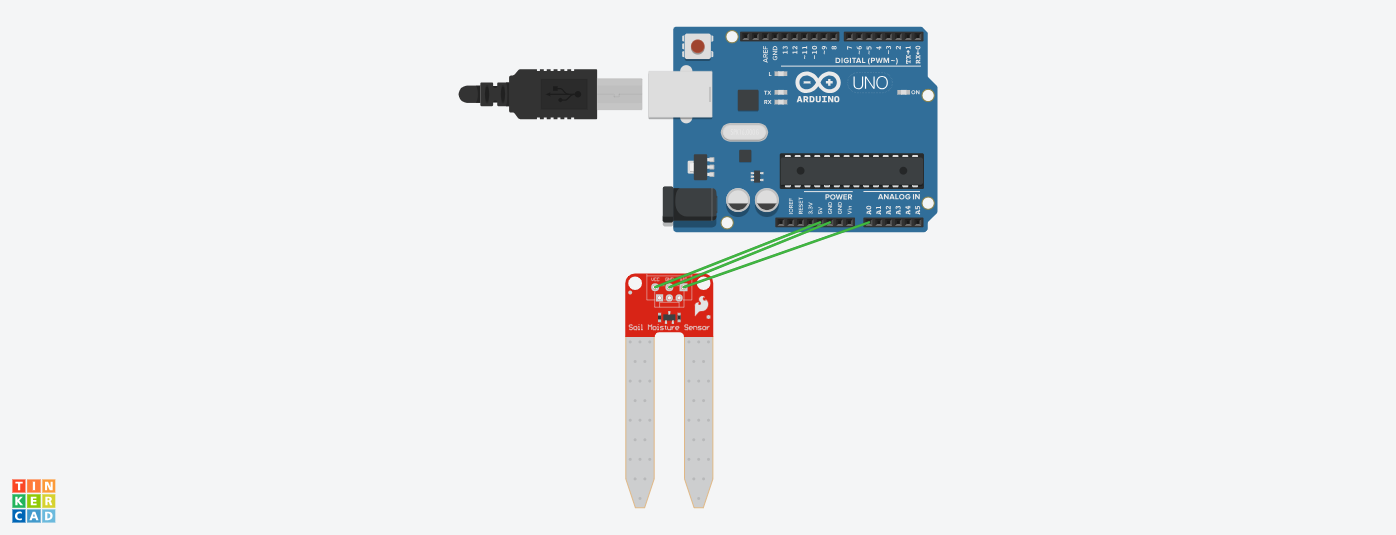 AREF
GND
13
12
~11
~10
~9
8
7
~6
~5
4
~3
2
TX→1
RX←0
DIGITAL (PWM~)
L
TX
RX
UNO
ARDUINO
ON
POWER
ANALOG IN
IOREF
RESET
3.3V
5V
GND
GND
Vin
A0
A1
A2
A3
A4
A5
VCC
Soil Moisture Sensor
TIN
KER
CAD